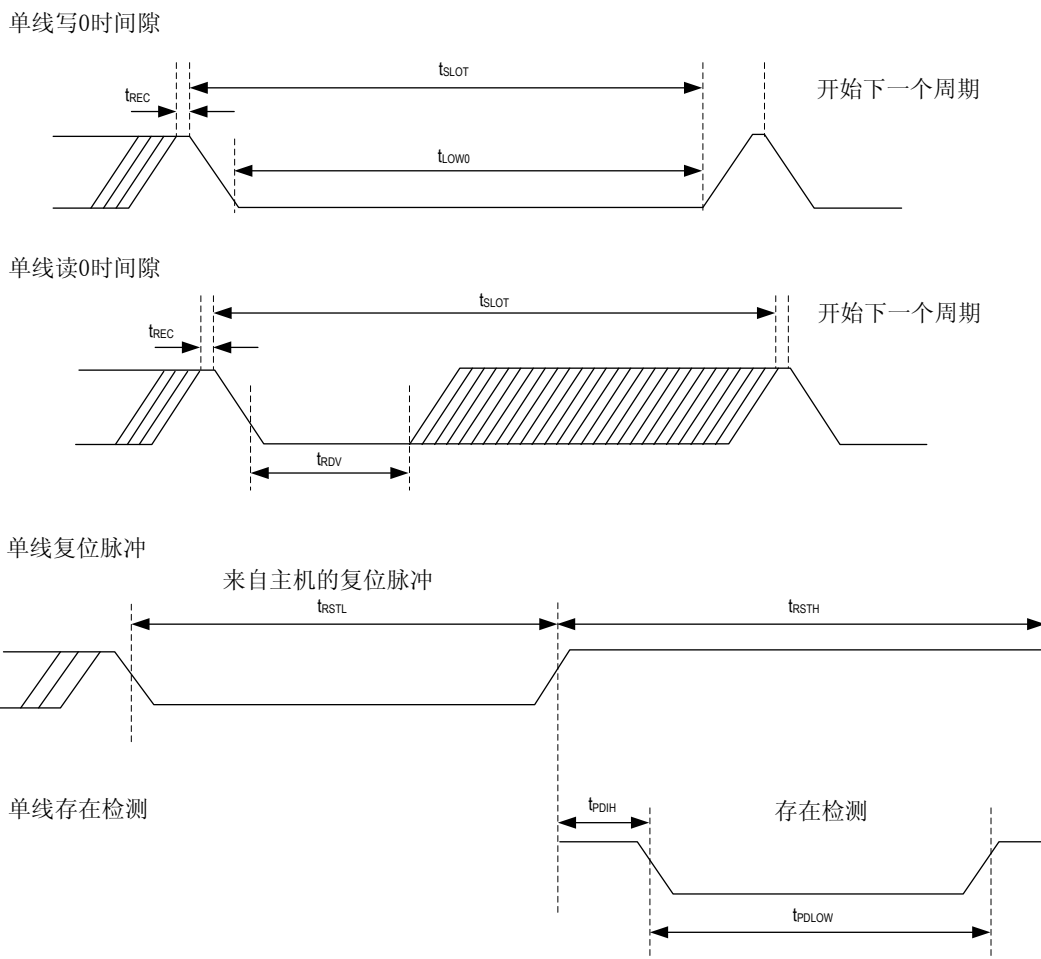 单线写0时间隙
tSLOT
开始下一个周期
tREC
tLOW0
单线读0时间隙
tSLOT
开始下一个周期
tREC
tRDV
单线复位脉冲
来自主机的复位脉冲
tRSTL
tRSTH
单线存在检测
tPDIH
存在检测
tPDLOW